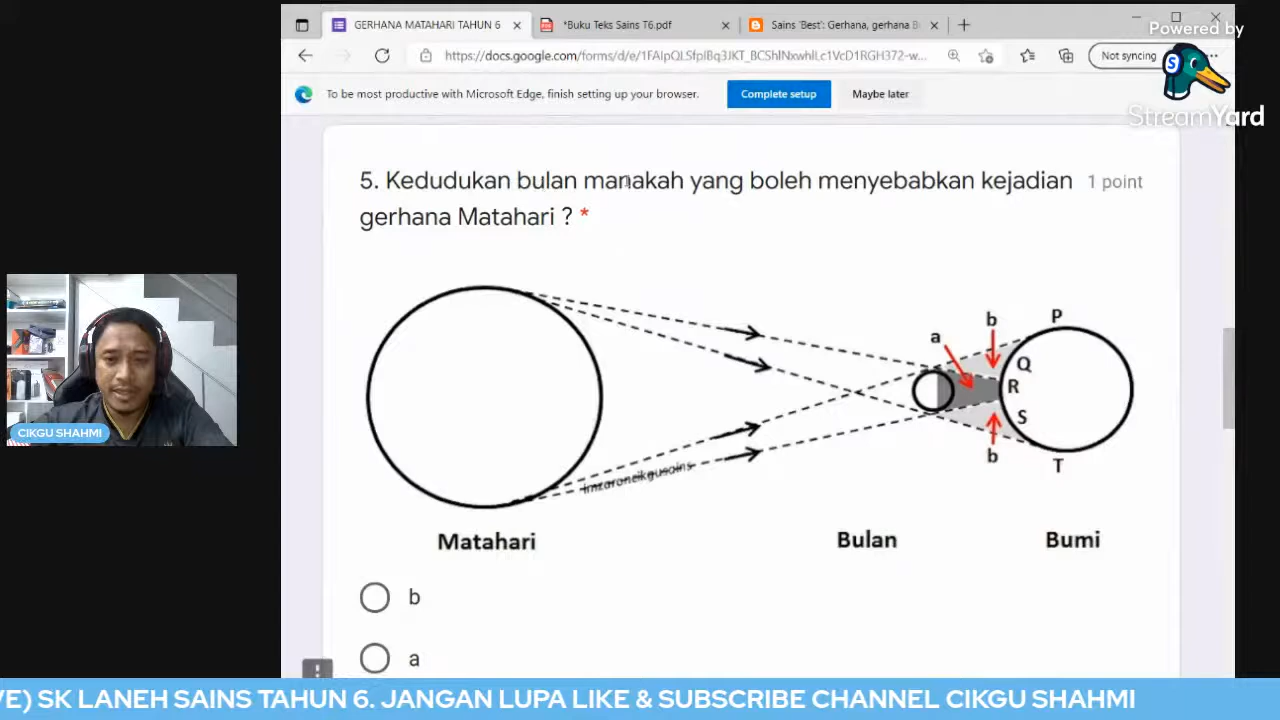 GERHANA MATAHARI TAHUN 6
*Buku Teks Sains T6.pdf
Sains 'Best': Gerhana, gerhana B
Powered by
https://docs.google.com/forms/d/e/
Not syncing
StreamYard
To be most productive with Microsoft Edge, finish setting up your browser.
Complete setup
Maybe later
5. Kedudukan bulan manakah yang boleh menyebabkan kejadian
gerhana Matahari ? *
1 point
P
b
a
Q
R
S
b
T
imzaroncikgusains
Matahari
Bulan
Bumi
b
a
CIKGU SHAHMI
VE) SK LANEH SAINS TAHUN 6. JANGAN LUPA LIKE & SUBSCRIBE CHANNEL CIKGU SHAHMI